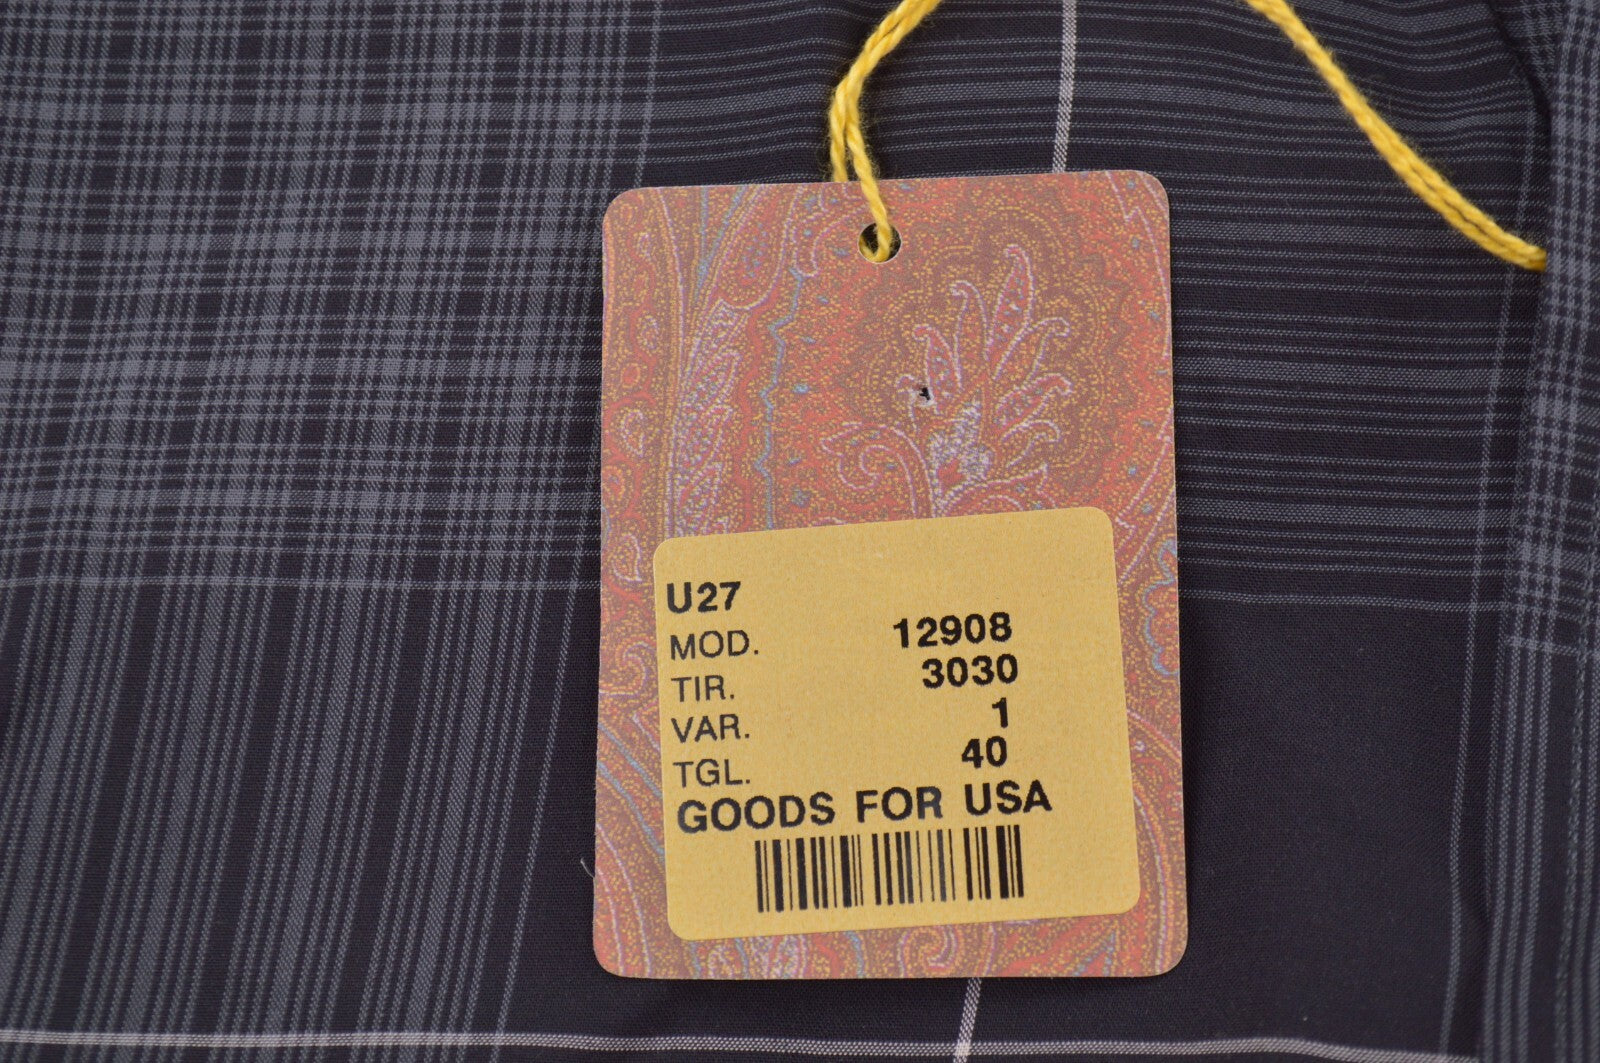 U27
MOD. 12908
TIR. 3030
VAR. 1
TGL. 40
GOODS FOR USA